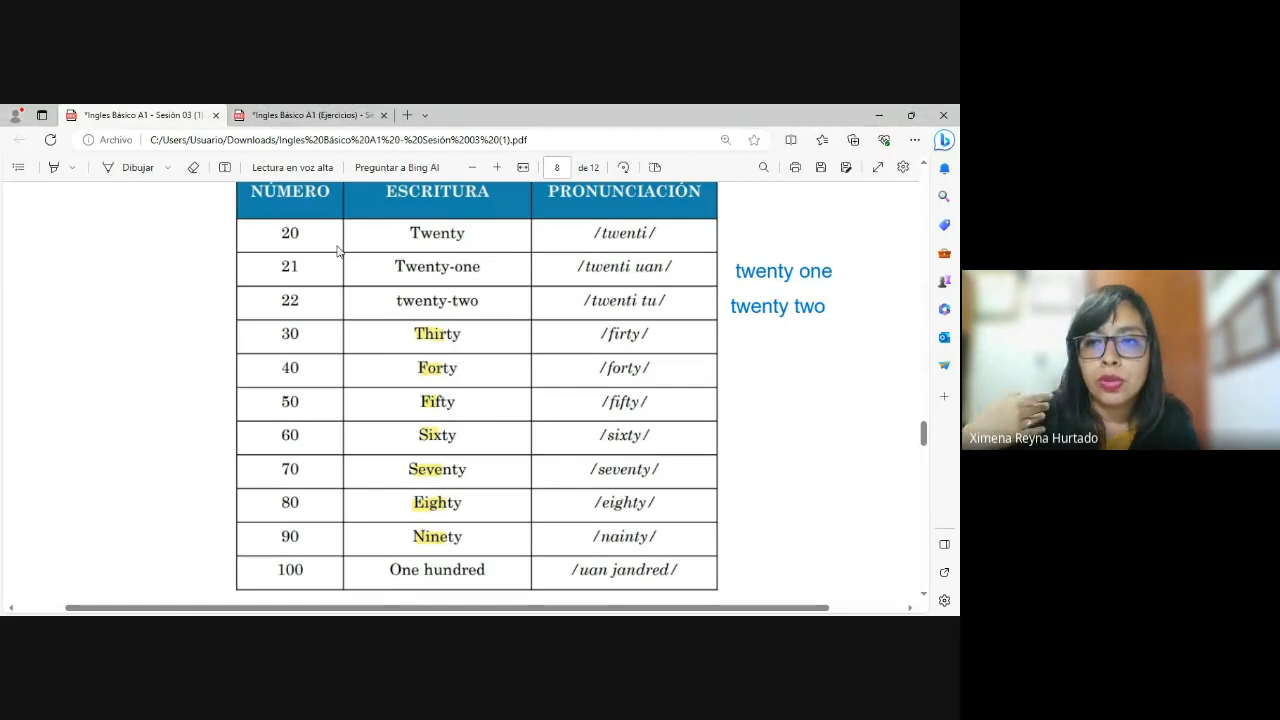 *Ingles Básico A1 - Sesión 03 (1)
*Ingles Básico A1 (Ejercicios) - Se
Archivo C:/Users/Usuario/Downloads/Ingles%20Básico%20A1%20-%20Sesión%2003%20(1).pdf
Dibujar Lectura en voz alta Preguntar a Bing AI 8 de 12
NÚMERO ESCRITURA PRONUNCIACIÓN
20 Twenty /twenti/
21 Twenty-one /twenti uan/ twenty one
22 twenty-two /twenti tu/ twenty two
30 Thirty /firty/
40 Forty /forty/
50 Fifty /fifty/
60 Sixty /sixty/
70 Seventy /seventy/
80 Eighty /eighty/
90 Ninety /nainty/
100 One hundred /uan jandred/
Ximena Reyna Hurtado